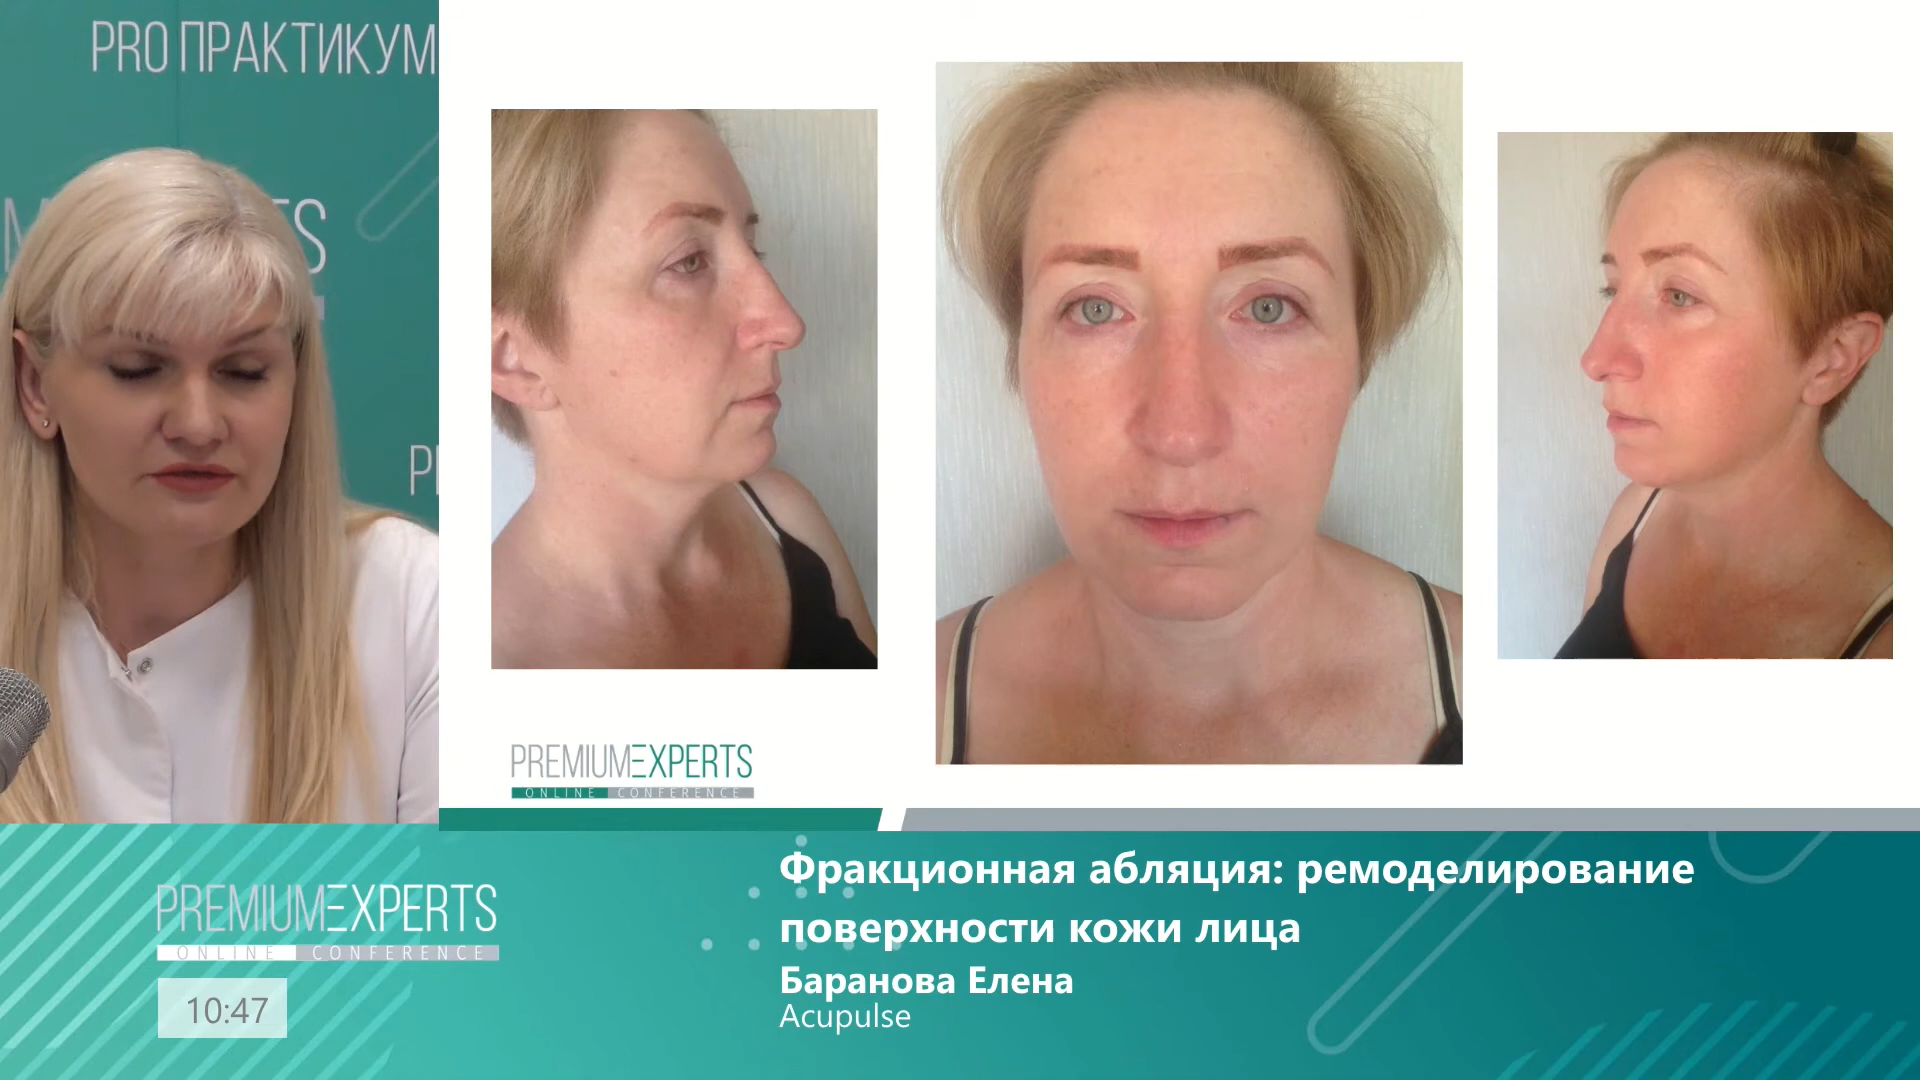 PRO ПРАКТИКУМ
PREMIUMEXPERTS
ONLINE CONFERENCE
PREMIUMEXPERTS
ONLINE CONFERENCE
10:47
Фракционная абляция: ремоделирование
поверхности кожи лица
Баранова Елена
Acupulse